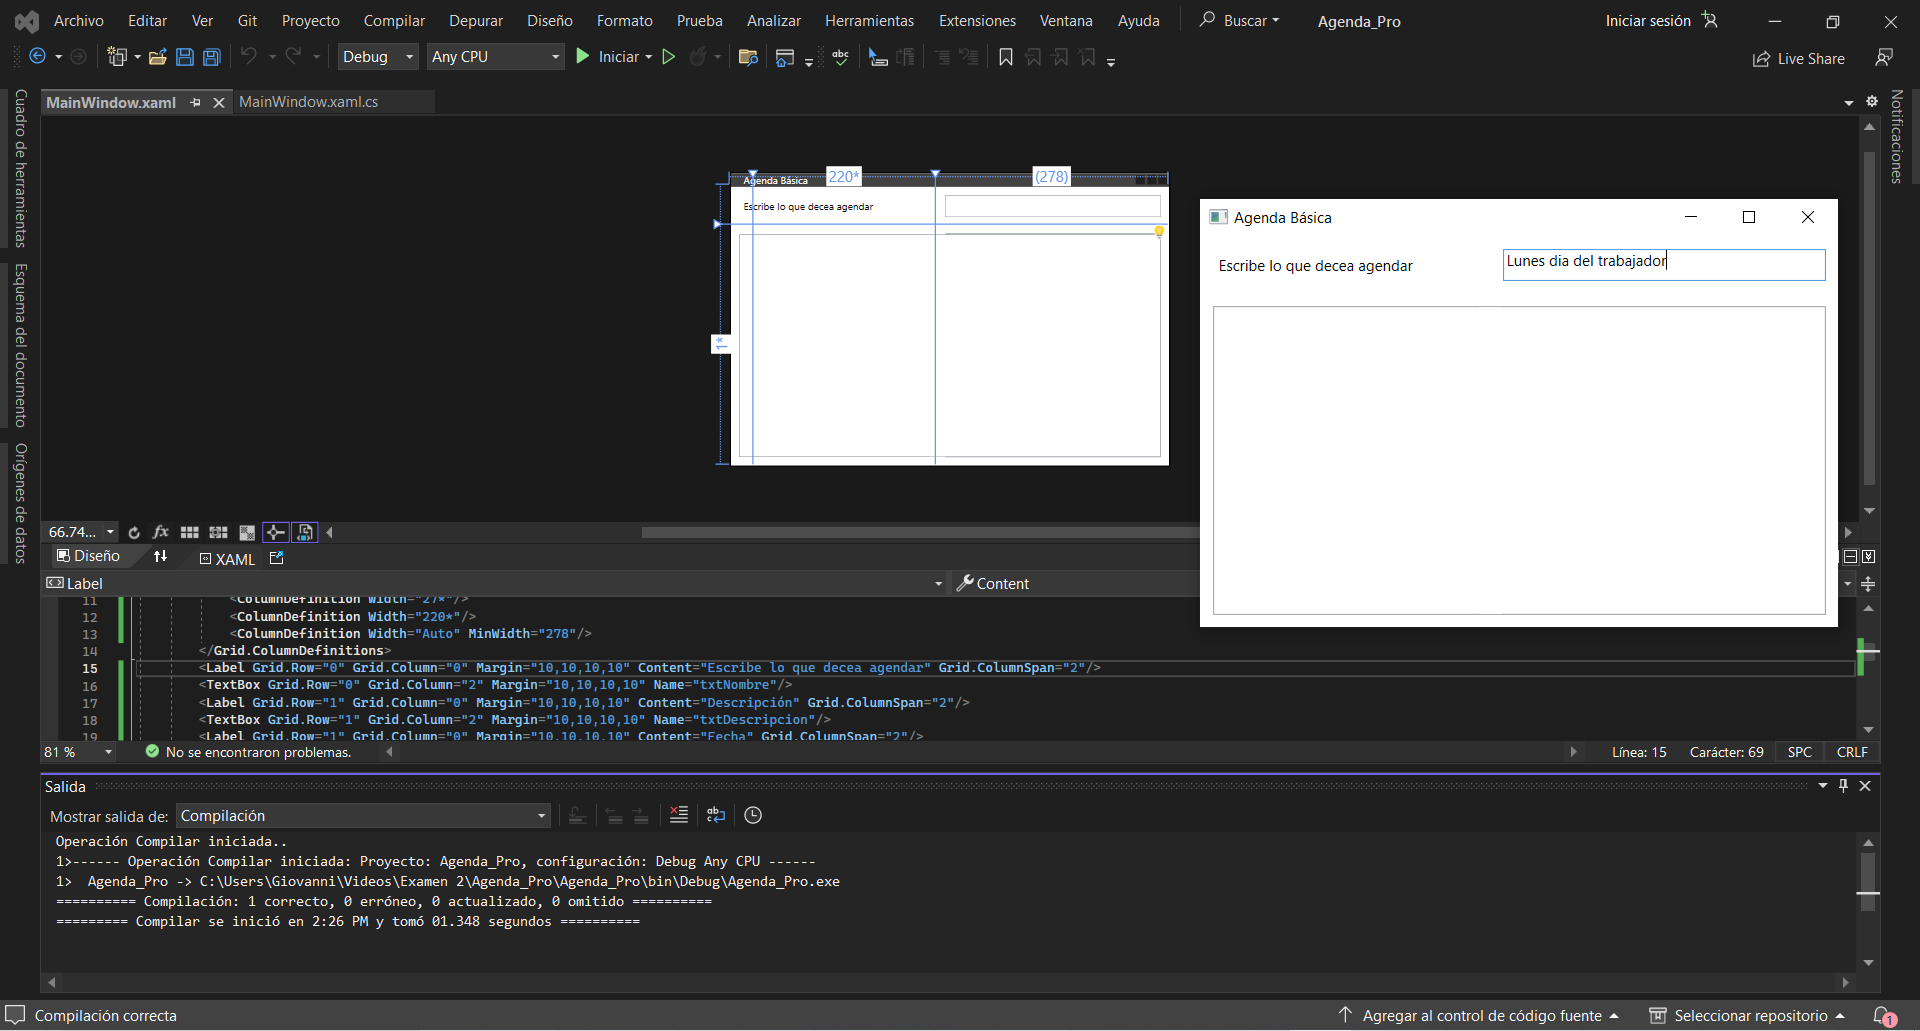 Archivo Editar Ver Git Proyecto Compilar Depurar Diseño Formato Prueba Analizar Herramientas Extensiones Ventana Ayuda Buscar Agenda_Pro Iniciar sesión
Debug Any CPU Iniciar abc Live Share
Cuadro de herramientas
Esquema del documento
Orígenes de datos
Notificaciones
MainWindow.xaml MainWindow.xaml.cs
220* (278)
Agenda Básica
Escribe lo que decea agendar
1*
Agenda Básica
Escribe lo que decea agendar Lunes dia del trabajador
66.74... fx
Diseño XAML
Label Content
11 <ColumnDefinition Width="27*"/>
12 <ColumnDefinition Width="220*"/>
13 <ColumnDefinition Width="Auto" MinWidth="278"/>
14 </Grid.ColumnDefinitions>
15 <Label Grid.Row="0" Grid.Column="0" Margin="10,10,10,10" Content="Escribe lo que decea agendar" Grid.ColumnSpan="2"/>
16 <TextBox Grid.Row="0" Grid.Column="2" Margin="10,10,10,10" Name="txtNombre"/>
17 <Label Grid.Row="1" Grid.Column="0" Margin="10,10,10,10" Content="Descripción" Grid.ColumnSpan="2"/>
18 <TextBox Grid.Row="1" Grid.Column="2" Margin="10,10,10,10" Name="txtDescripcion"/>
19 <Label Grid.Row="1" Grid.Column="0" Margin="10,10,10,10" Content="Fecha" Grid.ColumnSpan="2"/>
81 % No se encontraron problemas. Línea: 15 Carácter: 69 SPC CRLF
Salida
Mostrar salida de: Compilación
Operación Compilar iniciada..
1>------ Operación Compilar iniciada: Proyecto: Agenda_Pro, configuración: Debug Any CPU ------
1>  Agenda_Pro -> C:\Users\Giovanni\Videos\Examen 2\Agenda_Pro\Agenda_Pro\bin\Debug\Agenda_Pro.exe
========== Compilación: 1 correcto, 0 erróneo, 0 actualizado, 0 omitido ==========
========= Compilar se inició en 2:26 PM y tomó 01.348 segundos ==========
Compilación correcta Agregar al control de código fuente Seleccionar repositorio 1